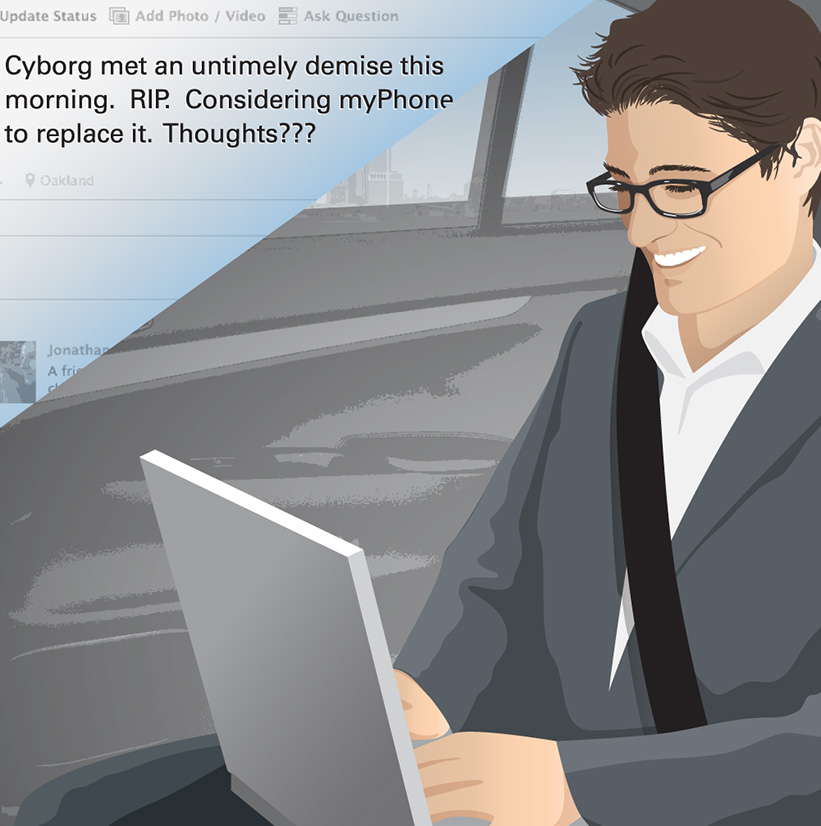 Update Status Add Photo / Video Ask Question
Cyborg met an untimely demise this
morning. RIP. Considering myPhone
to replace it. Thoughts???
Oakland
Jonathan
A